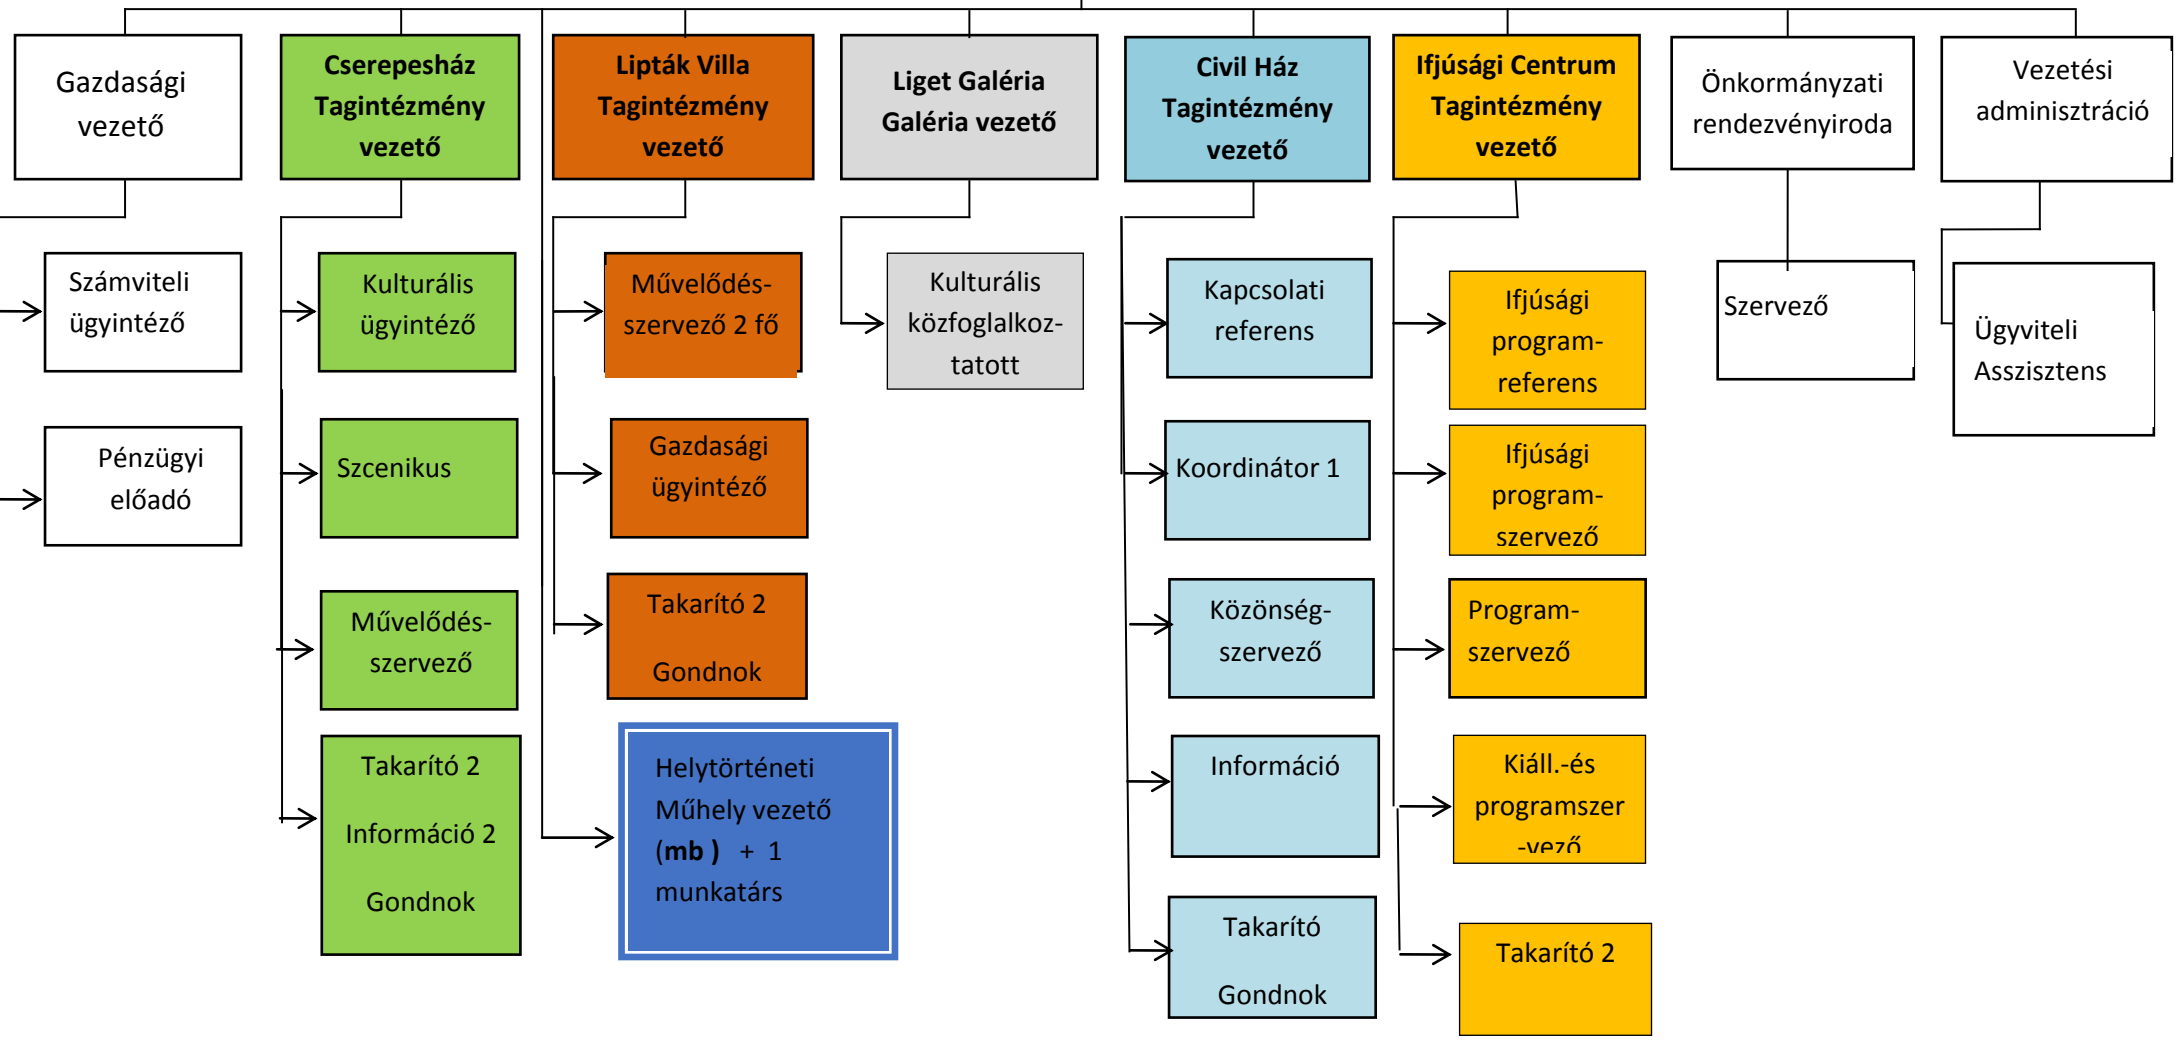 Gazdasági
vezető
Cserepesház
Tagintézmény
vezető
Lipták Villa
Tagintézmény
vezető
Liget Galéria
Galéria vezető
Civil Ház
Tagintézmény
vezető
Ifjúsági Centrum
Tagintézmény
vezető
Önkormányzati
rendezvényiroda
Vezetési
adminisztráció
Számviteli
ügyintéző
Pénzügyi
előadó
Kulturális
ügyintéző
Szcenikus
Művelődés-
szervező
Takarító 2
Információ 2
Gondnok
Művelődés-
szervező 2 fő
Gazdasági
ügyintéző
Takarító 2
Gondnok
Helytörténeti
Műhely vezető
(mb ) + 1
munkatárs
Kulturális
közfoglalkoz-
tatott
Kapcsolati
referens
Koordinátor 1
Közönség-
szervező
Információ
Takarító
Gondnok
Ifjúsági
program-
referens
Ifjúsági
program-
szervező
Program-
szervező
Kiáll.-és
programszer
-vező
Takarító 2
Szervező
Ügyviteli
Asszisztens